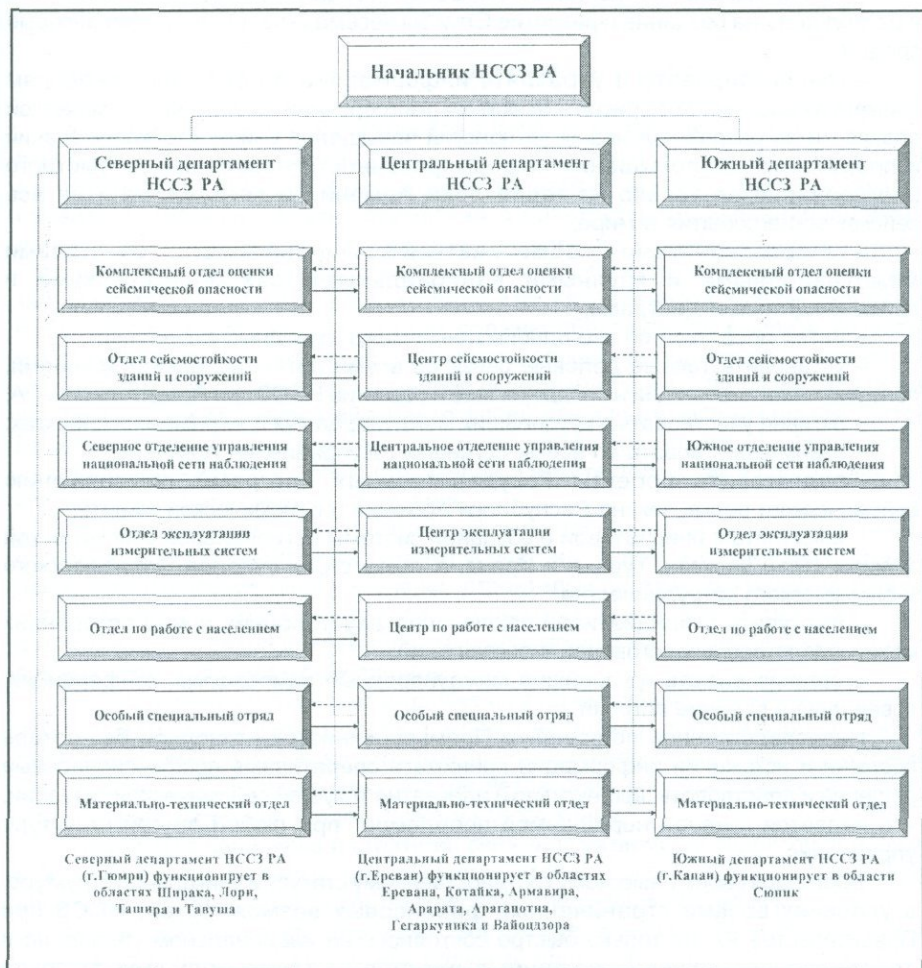 Начальник НССЗ РА
Северный департамент
НССЗ РА
Центральный департамент
НССЗ РА
Южный департамент
НССЗ РА
Комплексный отдел оценки
сейсмической опасности
Комплексный отдел оценки
сейсмической опасности
Комплексный отдел оценки
сейсмической опасности
Отдел сейсмостойкости
зданий и сооружений
Центр сейсмостойкости
зданий и сооружений
Отдел сейсмостойкости
зданий и сооружений
Северное отделение управления
национальной сети наблюдения
Центральное отделение управления
национальной сети наблюдения
Южное отделение управления
национальной сети наблюдения
Отдел эксплуатации
измерительных систем
Центр эксплуатации
измерительных систем
Отдел эксплуатации
измерительных систем
Отдел по работе с населением
Центр по работе с населением
Отдел по работе с населением
Особый специальный отряд
Особый специальный отряд
Особый специальный отряд
Материально-технический отдел
Материально-технический отдел
Материально-технический отдел
Северный департамент НССЗ РА
(г.Гюмри) функционирует в
областях Ширака, Лори,
Ташира и Тавуша
Центральный департамент НССЗ РА
(г.Ереван) функционирует в областях
Еревана, Котайка, Армавира,
Арарата, Арагацотна,
Гегаркуника и Вайоцдзора
Южный департамент НССЗ РА
(г.Капан) функционирует в области
Сюник